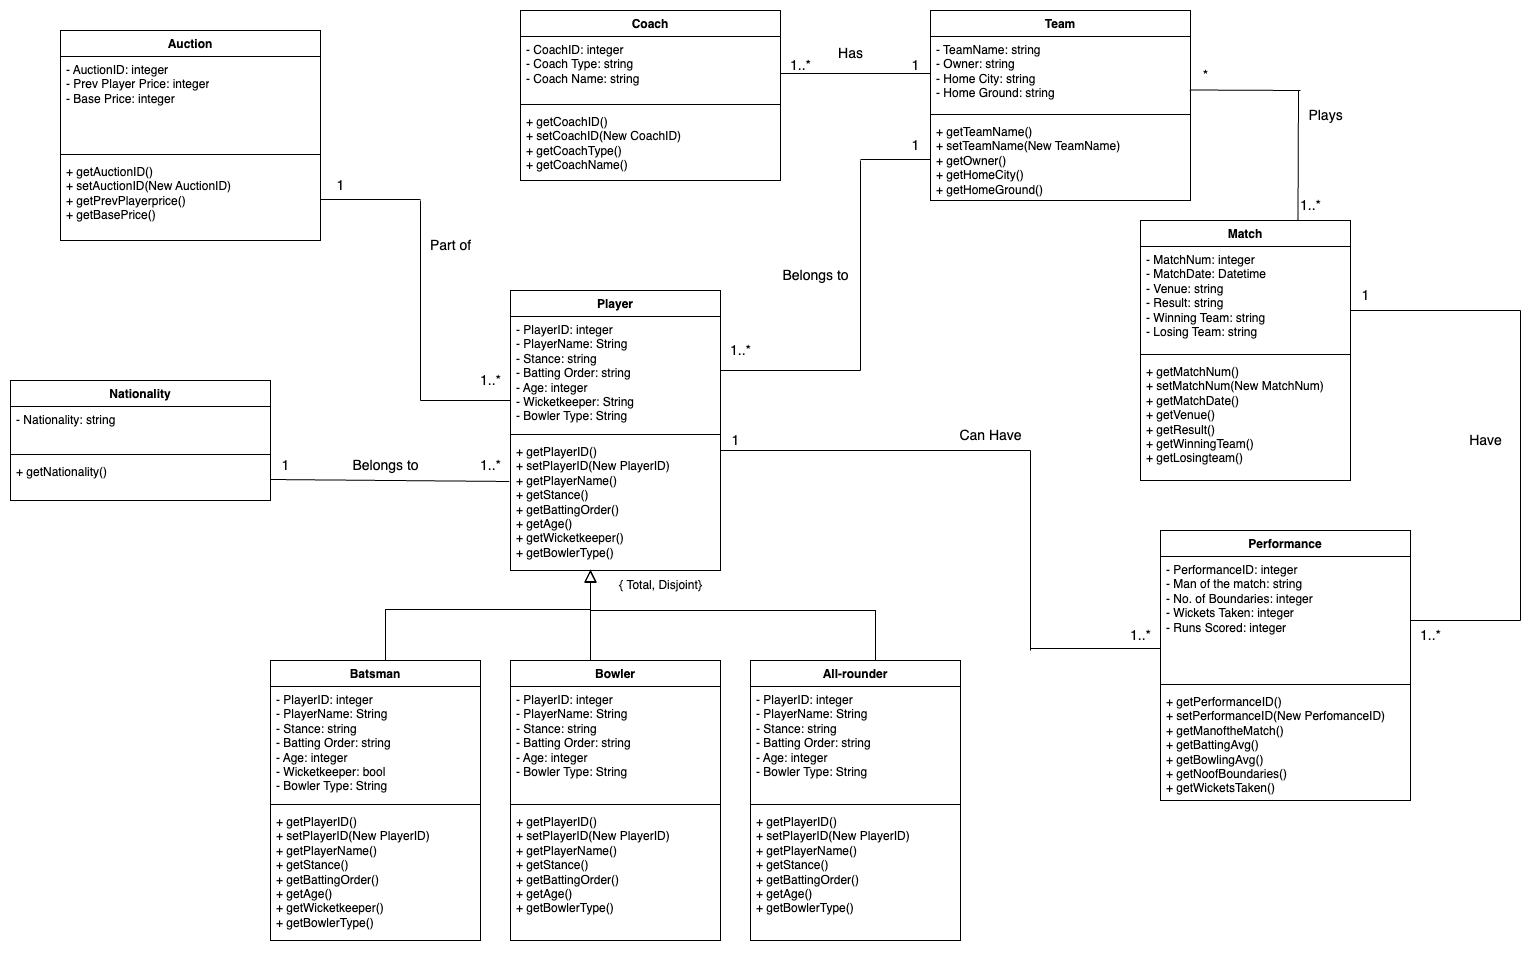 Auction
- AuctionID: integer
- Prev Player Price: integer
- Base Price: integer
+ getAuctionID()
+ setAuctionID(New AuctionID)
+ getPrevPlayerprice()
+ getBasePrice()
Coach
- CoachID: integer
- Coach Type: string
- Coach Name: string
+ getCoachID()
+ setCoachID(New CoachID)
+ getCoachType()
+ getCoachName()
Has
1..*
1
Team
- TeamName: string
- Owner: string
- Home City: string
- Home Ground: string
+ getTeamName()
+ setTeamName(New TeamName)
+ getOwner()
+ getHomeCity()
+ getHomeGround()
*
Plays
1..*
1
Part of
1..*
1
Belongs to
1..*
Match
- MatchNum: integer
- MatchDate: Datetime
- Venue: string
- Result: string
- Winning Team: string
- Losing Team: string
+ getMatchNum()
+ setMatchNum(New MatchNum)
+ getMatchDate()
+ getVenue()
+ getResult()
+ getWinningTeam()
+ getLosingteam()
1
Have
1..*
Player
- PlayerID: integer
- PlayerName: String
- Stance: string
- Batting Order: string
- Age: integer
- Wicketkeeper: String
- Bowler Type: String
+ getPlayerID()
+ setPlayerID(New PlayerID)
+ getPlayerName()
+ getStance()
+ getBattingOrder()
+ getAge()
+ getWicketkeeper()
+ getBowlerType()
Nationality
- Nationality: string
+ getNationality()
1
Belongs to
1..*
1
Can Have
1..*
Performance
- PerformanceID: integer
- Man of the match: string
- No. of Boundaries: integer
- Wickets Taken: integer
- Runs Scored: integer
+ getPerformanceID()
+ setPerformanceID(New PerfomanceID)
+ getManoftheMatch()
+ getBattingAvg()
+ getBowlingAvg()
+ getNoofBoundaries()
+ getWicketsTaken()
{ Total, Disjoint}
Batsman
- PlayerID: integer
- PlayerName: String
- Stance: string
- Batting Order: string
- Age: integer
- Wicketkeeper: bool
- Bowler Type: String
+ getPlayerID()
+ setPlayerID(New PLayerID)
+ getPlayerName()
+ getStance()
+ getBattingOrder()
+ getAge()
+ getWicketkeeper()
+ getBowlerType()
Bowler
- PlayerID: integer
- PlayerName: String
- Stance: string
- Batting Order: string
- Age: integer
- Bowler Type: String
+ getPlayerID()
+ setPlayerID(New PLayerID)
+ getPlayerName()
+ getStance()
+ getBattingOrder()
+ getAge()
+ getBowlerType()
All-rounder
- PlayerID: integer
- PlayerName: String
- Stance: string
- Batting Order: string
- Age: integer
- Bowler Type: String
+ getPlayerID()
+ setPlayerID(New PLayerID)
+ getPlayerName()
+ getStance()
+ getBattingOrder()
+ getAge()
+ getBowlerType()